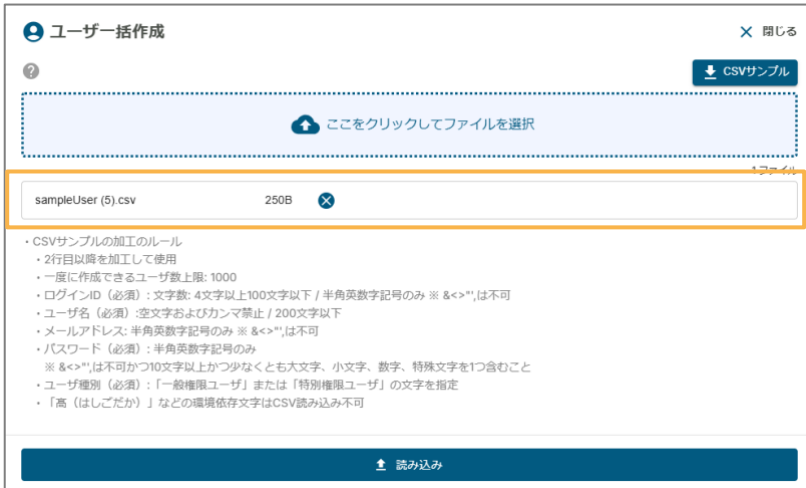 ユーザー括作成
閉じる
CSVサンプル
ここをクリックしてファイルを選択
1ファイル
sampleUser (5).csv 250B
・CSVサンプルの加工のルール
・2行目以降を加工して使用
・一度に作成できるユーザ数上限: 1000
・ログインID（必須）: 文字数: 4文字以上100文字以下 / 半角英数字記号のみ ※ &<>"',は不可
・ユーザ名（必須）:空文字およびカンマ禁止 / 200文字以下
・メールアドレス: 半角英数字記号のみ ※ &<>"',は不可
・パスワード（必須）: 半角英数字記号のみ
※ &<>"',は不可かつ10文字以上かつ少なくとも大文字、小文字、数字、特殊文字を1つ含むこと
・ユーザ種別（必須）:「一般権限ユーザ」または「特別権限ユーザ」の文字を指定
・「髙（はしごだか）」などの環境依存文字はCSV読み込み不可
読み込み